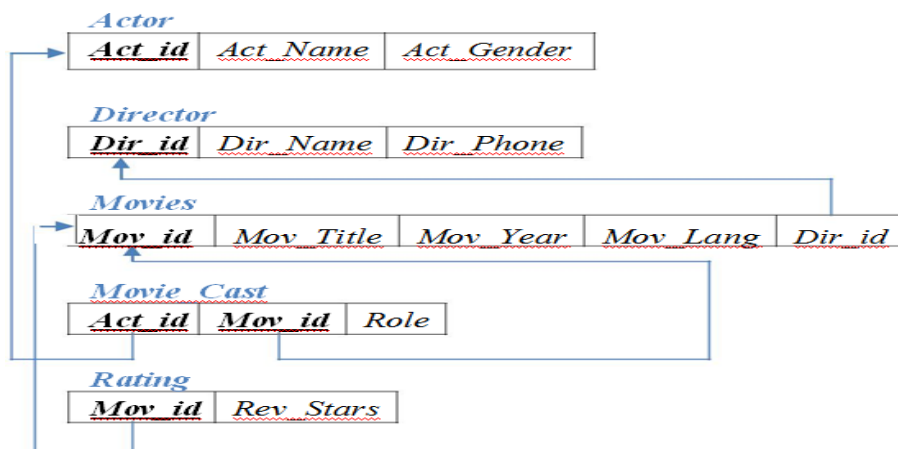 Actor
Act_id Act_Name Act_Gender
Director
Dir_id Dir_Name Dir_Phone
Movies
Mov_id Mov_Title Mov_Year Mov_Lang Dir_id
Movie_Cast
Act_id Mov_id Role
Rating
Mov_id Rev_Stars